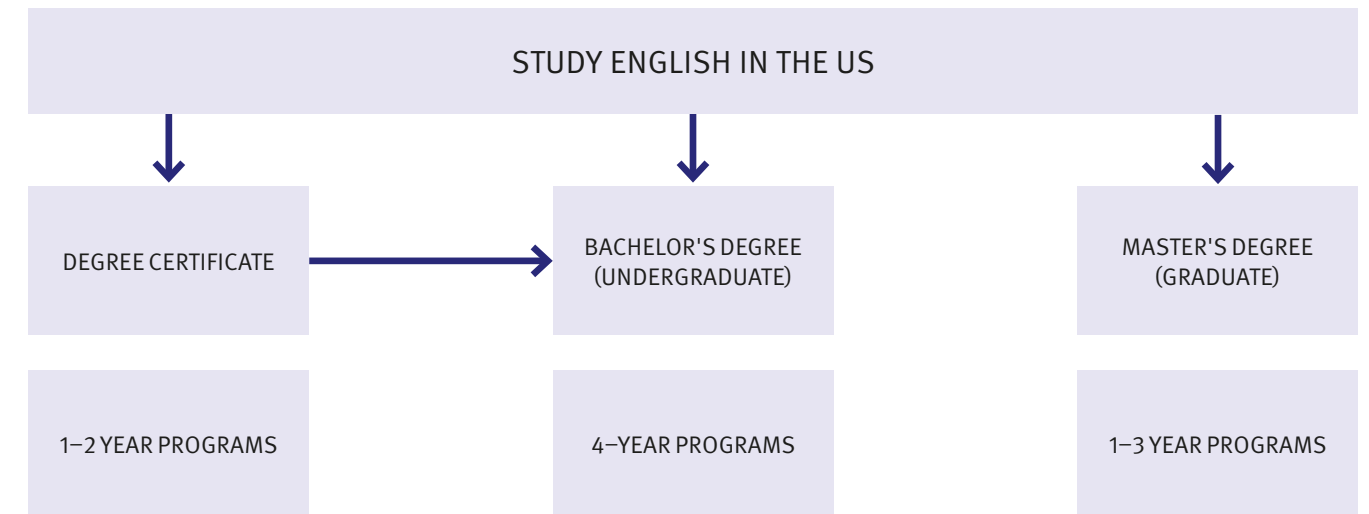 STUDY ENGLISH IN THE US
DEGREE CERTIFICATE
BACHELOR'S DEGREE
(UNDERGRADUATE)
MASTER'S DEGREE
(GRADUATE)
1–2 YEAR PROGRAMS
4–YEAR PROGRAMS
1–3 YEAR PROGRAMS